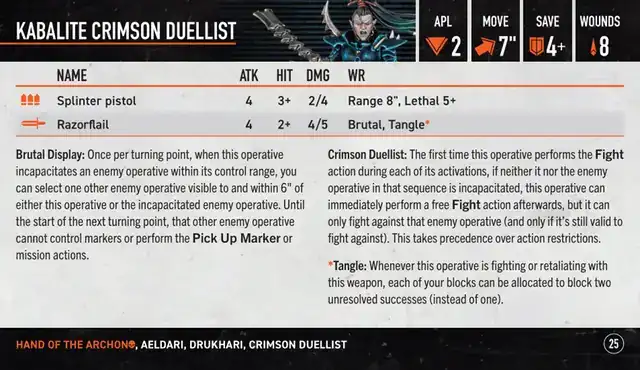 KABALITE CRIMSON DUELLIST
APL
2
MOVE
7"
SAVE
4+
WOUNDS
8
NAME ATK HIT DMG WR
Splinter pistol 4 3+ 2/4 Range 8", Lethal 5+
Razorflail 4 2+ 4/5 Brutal, Tangle*
Brutal Display: Once per turning point, when this operative
incapacitates an enemy operative within its control range, you
can select one other enemy operative visible to and within 6" of
either this operative or the incapacitated enemy operative. Until
the start of the next turning point, that other enemy operative
cannot control markers or perform the Pick Up Marker or
mission actions.
Crimson Duellist: The first time this operative performs the Fight
action during each of its activations, if neither it nor the enemy
operative in that sequence is incapacitated, this operative can
immediately perform a free Fight action afterwards, but it can
only fight against that enemy operative (and only if it's still valid to
fight against). This takes precedence over action restrictions.
*Tangle: Whenever this operative is fighting or retaliating with
this weapon, each of your blocks can be allocated to block two
unresolved successes (instead of one).
HAND OF THE ARCHON, AELDARI, DRUKHARI, CRIMSON DUELLIST
25